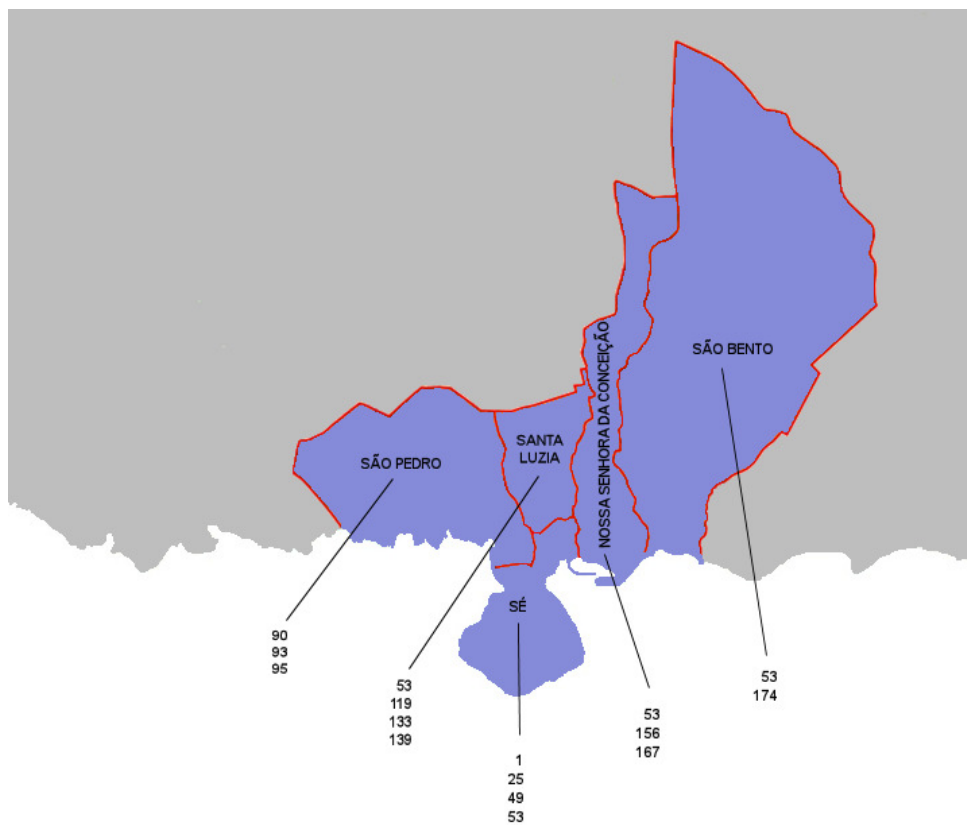 SÃO BENTO
NOSSA SENHORA DA CONCEIÇÃO
SANTA
LUZIA
SÃO PEDRO
SÉ
90
93
95
53
119
133
139
1
25
49
53
53
156
167
53
174